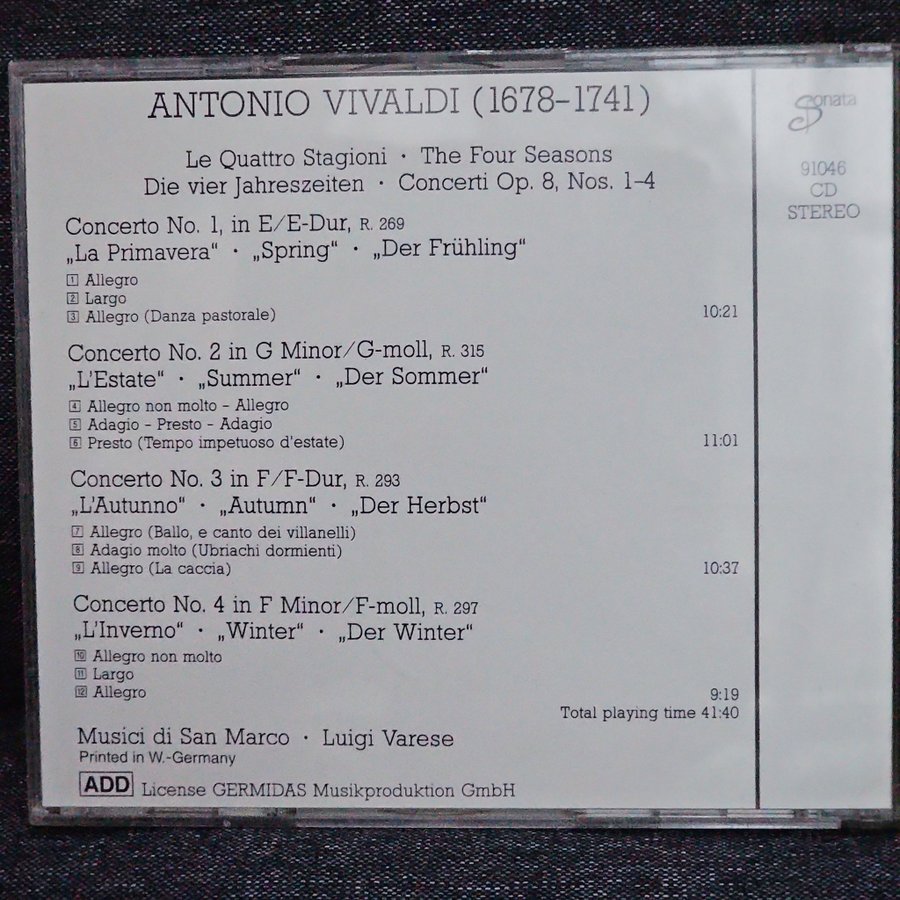 ANTONIO VIVALDI (1678-1741)
Le Quattro Stagioni · The Four Seasons
Die vier Jahreszeiten · Concerti Op. 8, Nos. 1-4
Concerto No. 1, in E/E-Dur, R. 269
„La Primavera“ · „Spring“ · „Der Frühling“
1 Allegro
2 Largo
3 Allegro (Danza pastorale) 10:21
Concerto No. 2 in G Minor/G-moll, R. 315
„L'Estate“ · „Summer“ · „Der Sommer“
4 Allegro non molto - Allegro
5 Adagio - Presto - Adagio
6 Presto (Tempo impetuoso d'estate) 11:01
Concerto No. 3 in F/F-Dur, R. 293
„L'Autunno“ · „Autumn“ · „Der Herbst“
7 Allegro (Ballo, e canto dei villanelli)
8 Adagio molto (Ubriachi dormienti)
9 Allegro (La caccia) 10:37
Concerto No. 4 in F Minor/F-moll, R. 297
„L'Inverno“ · „Winter“ · „Der Winter“
10 Allegro non molto
11 Largo
12 Allegro 9:19
Total playing time 41:40
Musici di San Marco · Luigi Varese
Printed in W.-Germany
ADD License GERMIDAS Musikproduktion GmbH
Sonata
91046
CD
STEREO